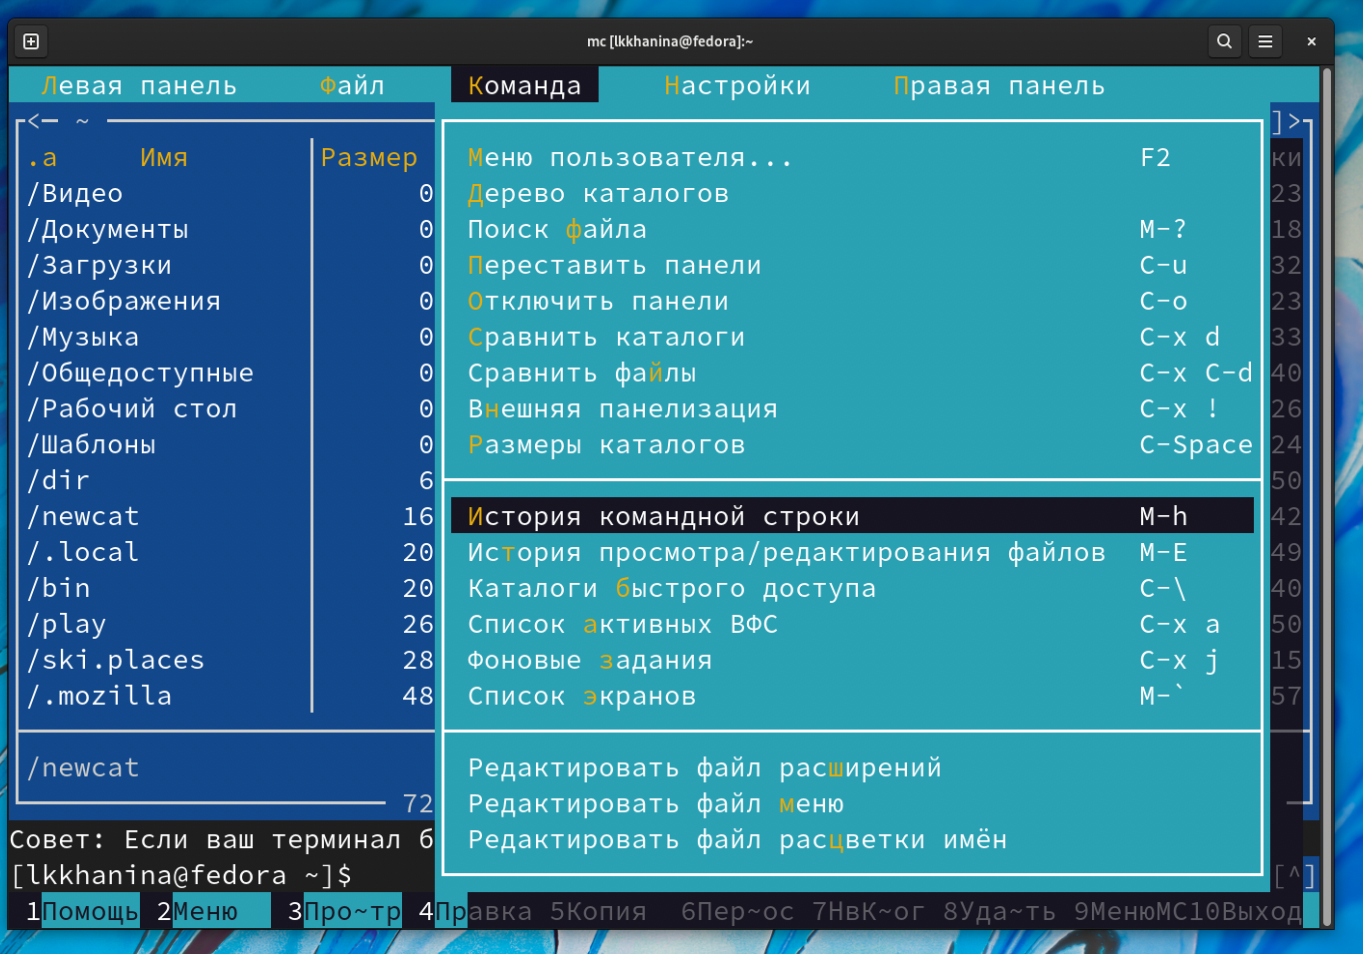 mc [lkkhanina@fedora]:~
Левая панель Файл Команда Настройки Правая панель
<— ~ ]>
.а Имя Размер Меню пользователя... F2 ки
/Видео 0 Дерево каталогов 23
/Документы 0 Поиск файла M-? 18
/Загрузки 0 Переставить панели C-u 32
/Изображения 0 Отключить панели C-o 23
/Музыка 0 Сравнить каталоги C-x d 33
/Общедоступные 0 Сравнить файлы C-x C-d 40
/Рабочий стол 0 Внешняя панелизация C-x ! 26
/Шаблоны 0 Размеры каталогов C-Space 24
/dir 6 50
/newcat 16 История командной строки M-h 42
/.local 20 История просмотра/редактирования файлов M-E 49
/bin 20 Каталоги быстрого доступа C-\ 40
/play 26 Список активных ВФС C-x a 50
/ski.places 28 Фоновые задания C-x j 15
/.mozilla 48 Список экранов M-` 57
/newcat Редактировать файл расширений
72 Редактировать файл меню
Совет: Если ваш терминал б Редактировать файл расцветки имён
[lkkhanina@fedora ~]$ [^]
1Помощь 2Меню 3Про~тр 4Правка 5Копия 6Пер~ос 7НвК~ог 8Уда~ть 9МенюMC10Выход